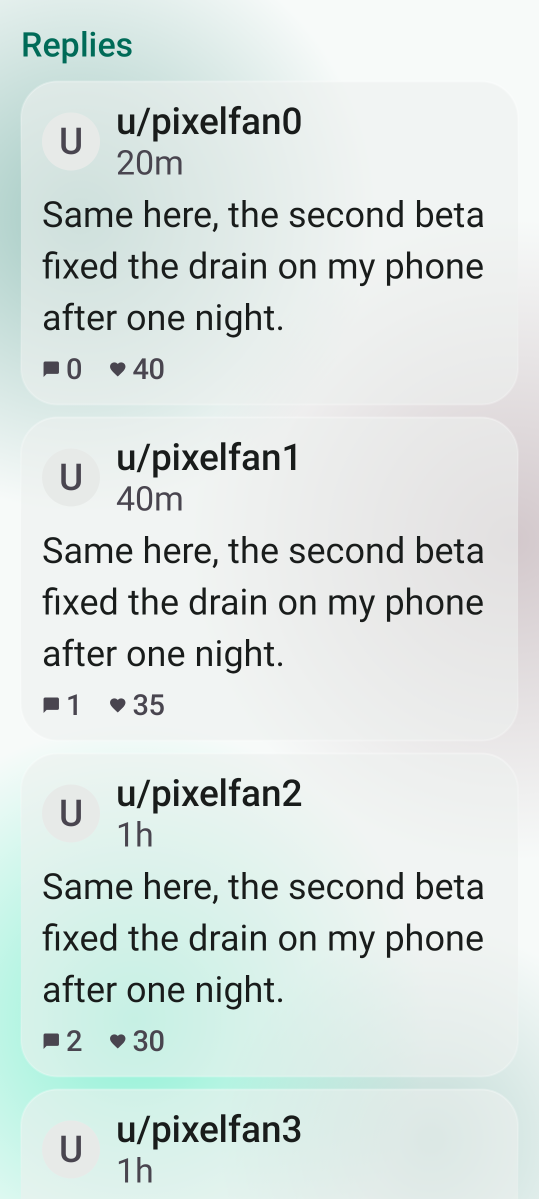 Replies
U
u/pixelfan0
20m
Same here, the second beta
fixed the drain on my phone
after one night.
0 40
U
u/pixelfan1
40m
Same here, the second beta
fixed the drain on my phone
after one night.
1 35
U
u/pixelfan2
1h
Same here, the second beta
fixed the drain on my phone
after one night.
2 30
U
u/pixelfan3
1h